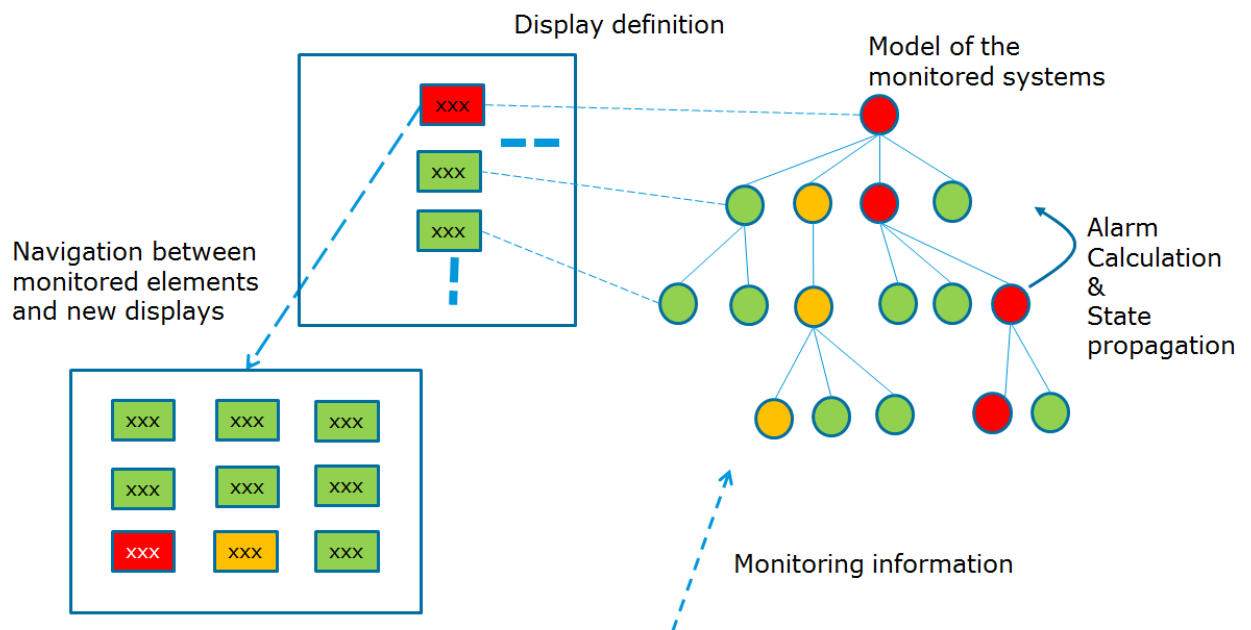 Display definition
Model of the
monitored systems
xxx
xxx
xxx
Alarm
Calculation
&
State
propagation
Navigation between
monitored elements
and new displays
xxx
xxx
xxx
xxx
xxx
xxx
xxx
xxx
xxx
Monitoring information